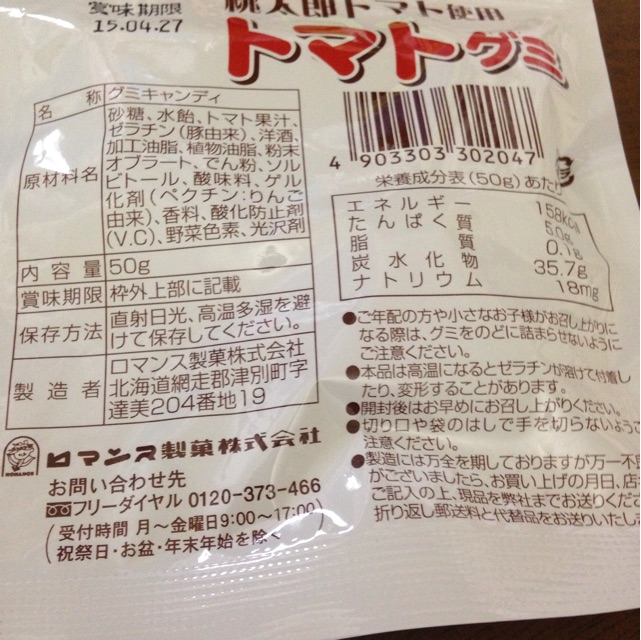 賞味期限
15.04.27
桃太郎トマト使用
トマトグミ
名 称 グミキャンディ
原材料名
砂糖、水飴、トマト果汁、
ゼラチン(豚由来)、洋酒、
加工油脂、植物油脂、粉末
オブラート、でん粉、ソル
ビトール、酸味料、ゲル
化剤(ペクチン:りんご
由来)、香料、酸化防止剤
(V.C)、野菜色素、光沢剤
内容量 50g
賞味期限 枠外上部に記載
保存方法
直射日光、高温多湿を避
けて保存してください。
製造者
ロマンス製菓株式会社
北海道網走郡津別町字
達美204番地19
4 903303 302047
栄養成分表(50g)あたり
エネルギー 158kcal
たんぱく質 5.0g
脂質 0.1g
炭水化物 35.7g
ナトリウム 18mg
●ご年配の方や小さなお子様がお召し上がりに
なる際は、グミをのどに詰まらせないように
ご注意ください。
●本品は高温になるとゼラチンが溶けて付着し
たり、変形することがあります。
●開封後はお早めにお召し上がりください。
●切り口や袋のはしで手を切らないようご
注意ください。
●製造には万全を期しておりますが万一不良
がございましたら、お買い上げの月日、店名
ご記入の上、現品を弊社までお送りくだ
折り返し郵送料と代替品をお送りいたしま
ROMANCE
ロマンス製菓株式会社
お問い合わせ先
フリーダイヤル 0120-373-466
(受付時間 月〜金曜日9:00〜17:00
祝祭日・お盆・年末年始を除く)